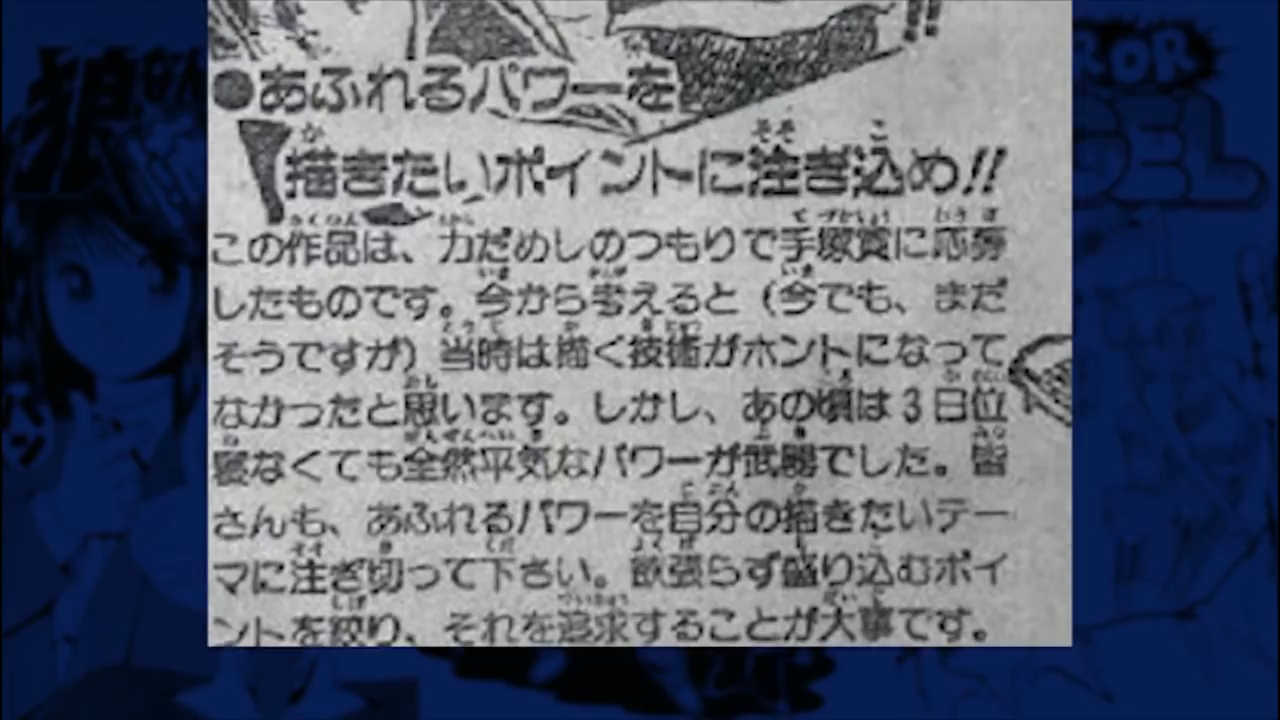 ●あふれるパワーを
描きたいポイントに注ぎ込め!!
この作品は、力だめしのつもりで手塚賞に応募
したものです。今から考えると（今でも、まだ
そうですが）当時は描く技術がホントになって
なかったと思います。しかし、あの頃は3日位
寝なくても全然平気なパワーが武器でした。皆
さんも、あふれるパワーを自分の描きたいテー
マに注ぎ切って下さい。欲張らず盛り込むポイ
ントを絞り、それを追求することが大事です。
ROR
GEL